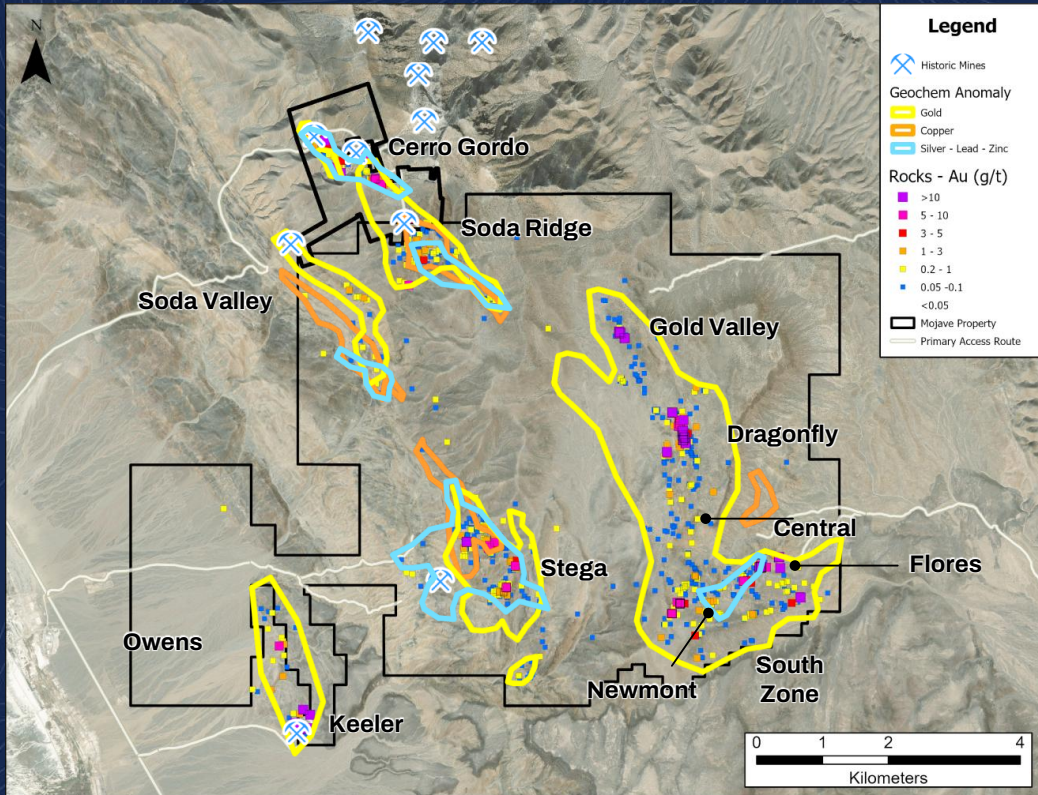 N
Cerro Gordo
Soda Ridge
Soda Valley
Gold Valley
Dragonfly
Central
Flores
Stega
Owens
Newmont
South
Zone
Keeler
Legend
Historic Mines
Geochem Anomaly
Gold
Copper
Silver - Lead - Zinc
Rocks - Au (g/t)
>10
5 - 10
3 - 5
1 - 3
0.2 - 1
0.05 -0.1
<0.05
Mojave Property
Primary Access Route
0 1 2 4
Kilometers